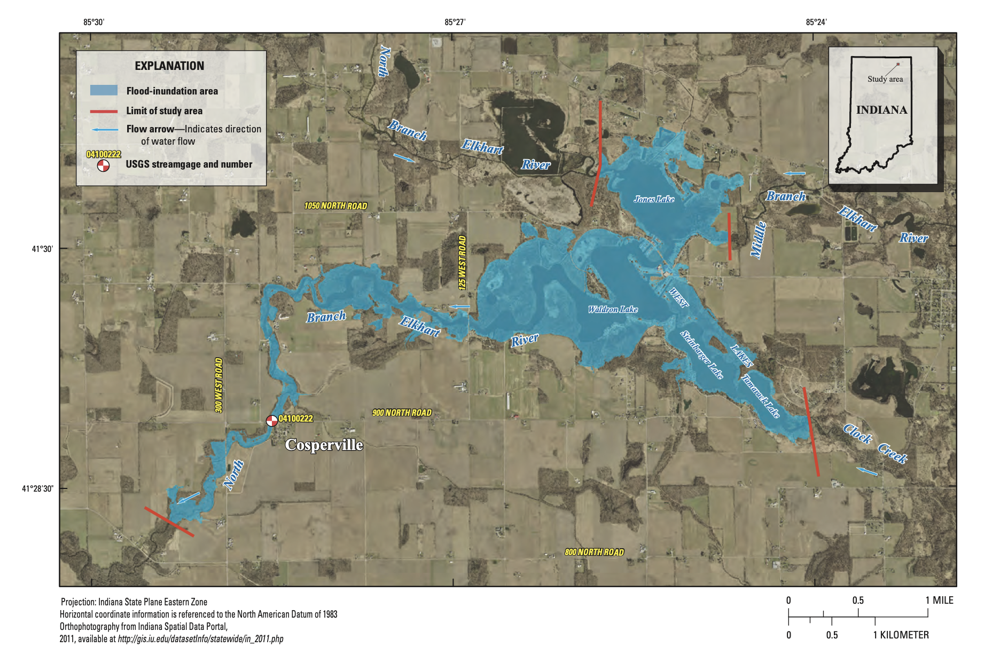 85°30'
85°27'
85°24'
EXPLANATION
Flood-inundation area
Limit of study area
Flow arrow—Indicates direction
of water flow
04100222
USGS streamgage and number
North
Branch
Elkhart
River
Study area
INDIANA
Jones Lake
Branch
Elkhart
River
Middle
1050 NORTH ROAD
125 WEST ROAD
41°30'
WEST
Waldron Lake
Branch
Elkhart
River
Steinbarger Lake
LAKES
Tamarack Lake
300 WEST ROAD
900 NORTH ROAD
04100222
Cosperville
Clock
Creek
North
41°28'30"
800 NORTH ROAD
Projection: Indiana State Plane Eastern Zone
Horizontal coordinate information is referenced to the North American Datum of 1983
Orthophotography from Indiana Spatial Data Portal,
2011, available at http://gis.iu.edu/datasetInfo/statewide/in_2011.php
0 0.5 1 MILE
0 0.5 1 KILOMETER